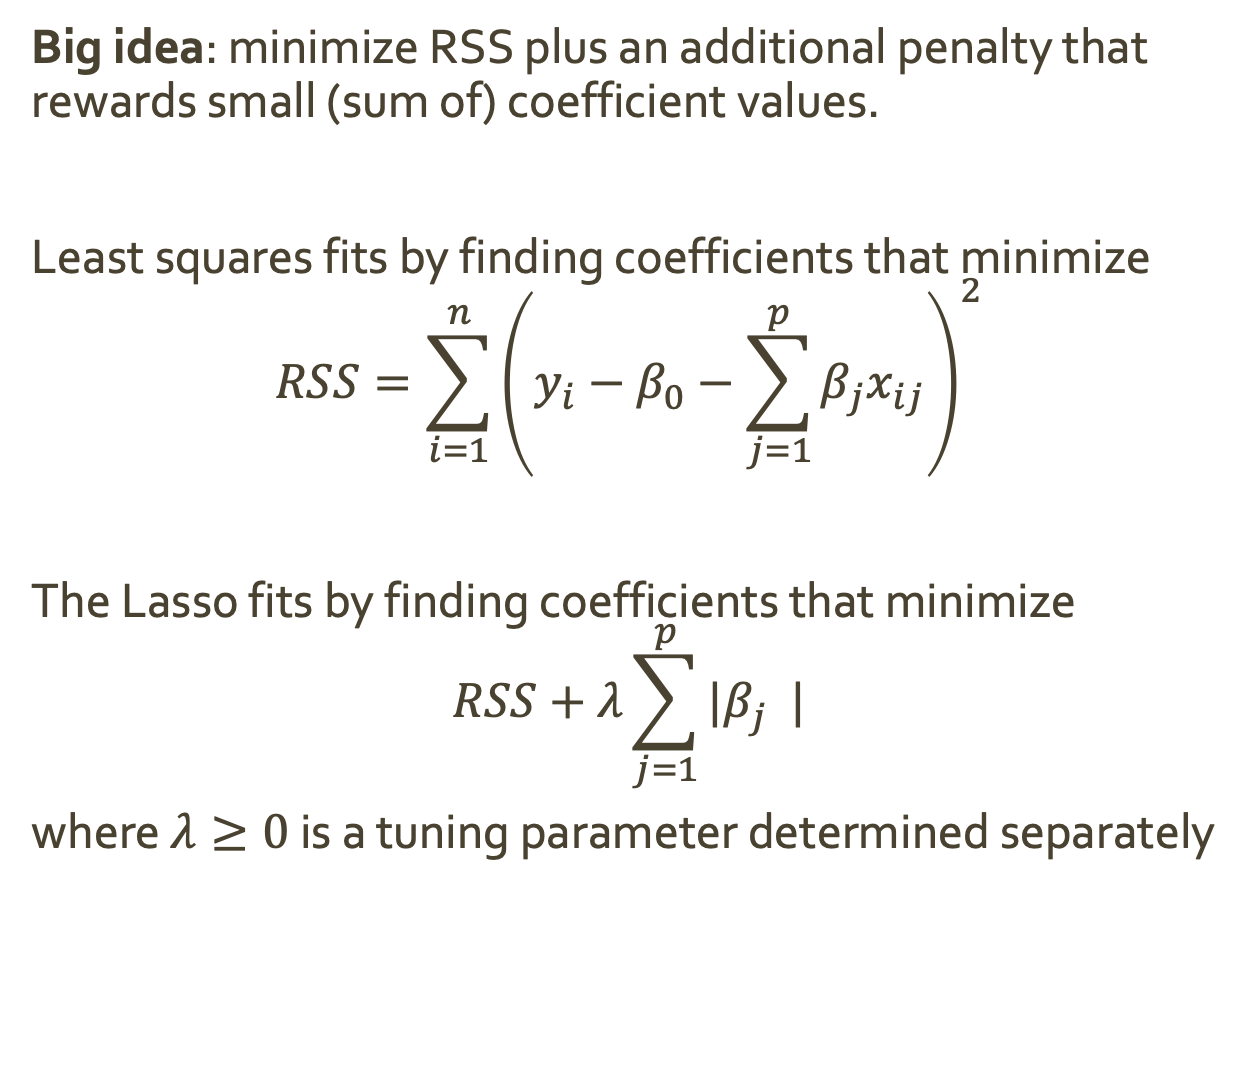 Big idea: minimize RSS plus an additional penalty that
rewards small (sum of) coefficient values.
Least squares fits by finding coefficients that minimize
RSS = ∑_{i=1}^{n} (y_i − β_0 − ∑_{j=1}^{p} β_j x_{ij})^2
The Lasso fits by finding coefficients that minimize
RSS + λ ∑_{j=1}^{p} |β_j |
where λ ≥ 0 is a tuning parameter determined separately